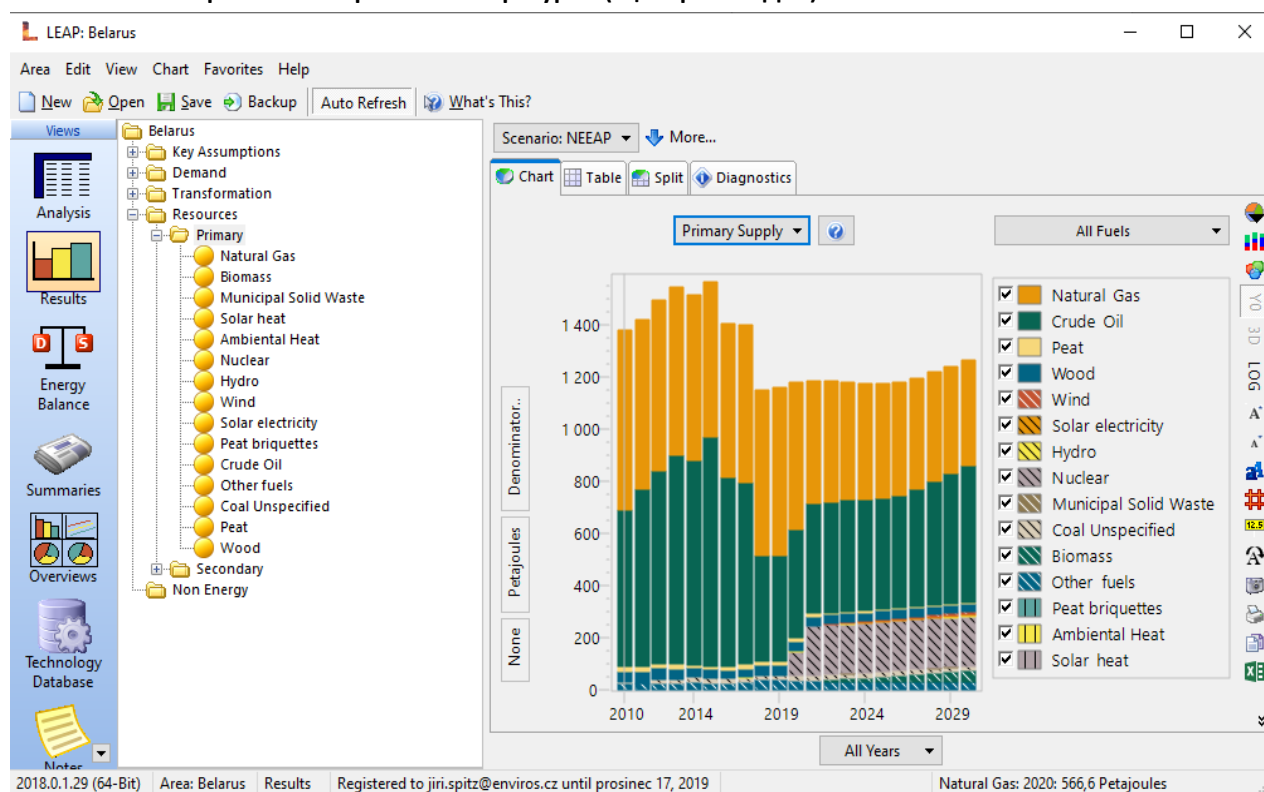 LEAP: Belarus
Area Edit View Chart Favorites Help
New Open Save Backup Auto Refresh What's This?
Views
Analysis
Results
Energy
Balance
Summaries
Overviews
Technology
Database
Notes
Belarus
Key Assumptions
Demand
Transformation
Resources
Primary
Natural Gas
Biomass
Municipal Solid Waste
Solar heat
Ambiental Heat
Nuclear
Hydro
Wind
Solar electricity
Peat briquettes
Crude Oil
Other fuels
Coal Unspecified
Peat
Wood
Secondary
Non Energy
Scenario: NEEAP More...
Chart Table Split Diagnostics
Primary Supply All Fuels
Denominator..
Petajoules
None
1 400
1 200
1 000
800
600
400
200
0
2010 2014 2019 2024 2029
Natural Gas
Crude Oil
Peat
Wood
Wind
Solar electricity
Hydro
Nuclear
Municipal Solid Waste
Coal Unspecified
Biomass
Other fuels
Peat briquettes
Ambiental Heat
Solar heat
All Years
Y0
3D
LOG
A
A
12.5
2018.0.1.29 (64-Bit) Area: Belarus Results Registered to jiri.spitz@enviros.cz until prosinec 17, 2019 Natural Gas: 2020: 566,6 Petajoules